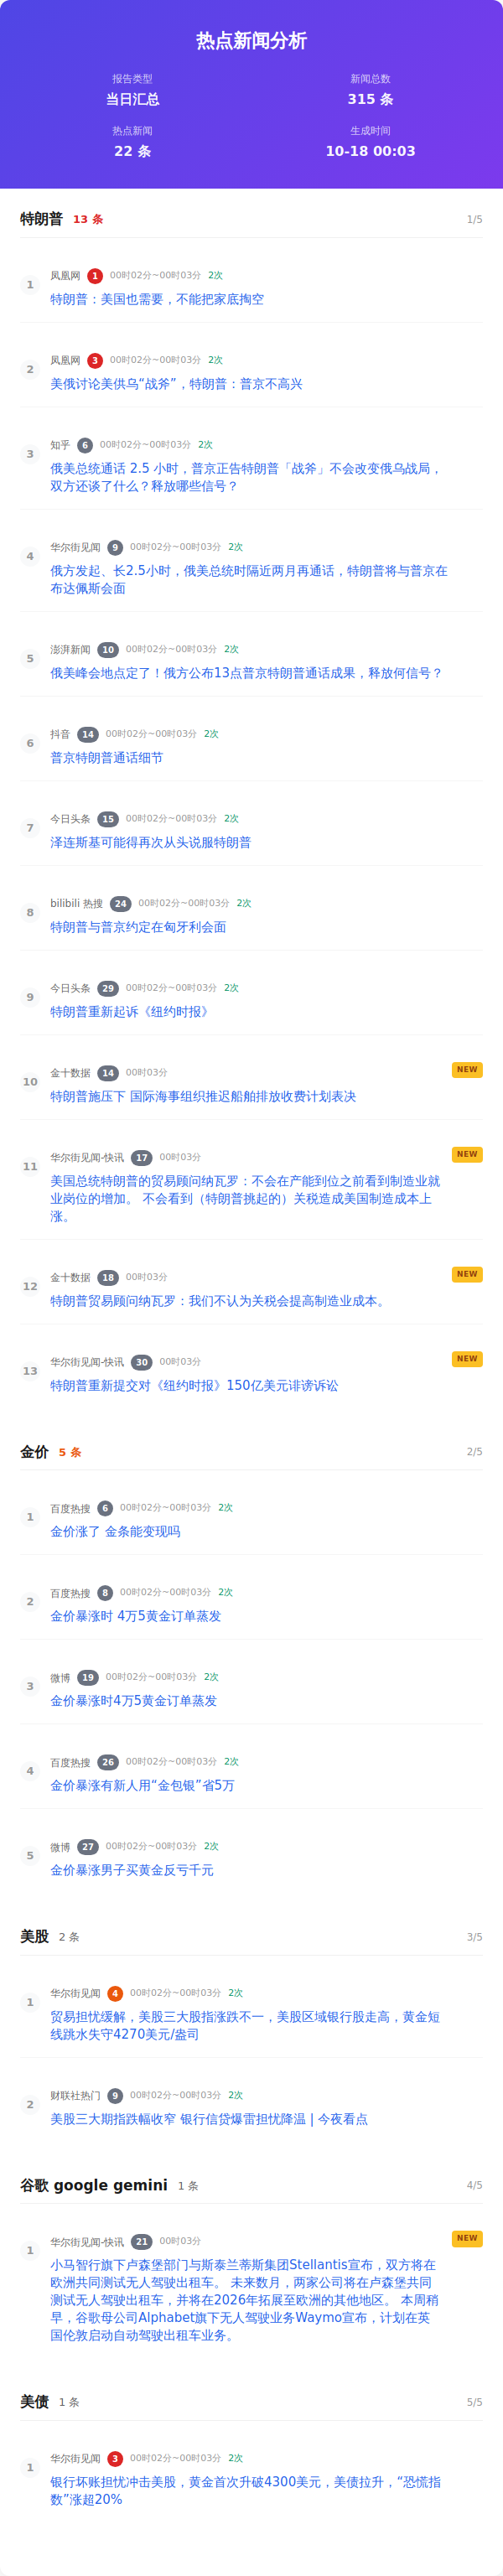 热点新闻分析
报告类型
当日汇总
新闻总数
315 条
热点新闻
22 条
生成时间
10-18 00:03
特朗普 13 条 1/5
1
凤凰网 1 00时02分~00时03分 2次
特朗普：美国也需要，不能把家底掏空
2
凤凰网 3 00时02分~00时03分 2次
美俄讨论美供乌“战斧”，特朗普：普京不高兴
3
知乎 6 00时02分~00时03分 2次
俄美总统通话 2.5 小时，普京正告特朗普「战斧」不会改变俄乌战局，
双方还谈了什么？释放哪些信号？
4
华尔街见闻 9 00时02分~00时03分 2次
俄方发起、长2.5小时，俄美总统时隔近两月再通话，特朗普将与普京在
布达佩斯会面
5
澎湃新闻 10 00时02分~00时03分 2次
俄美峰会地点定了！俄方公布13点普京特朗普通话成果，释放何信号？
6
抖音 14 00时02分~00时03分 2次
普京特朗普通话细节
7
今日头条 15 00时02分~00时03分 2次
泽连斯基可能得再次从头说服特朗普
8
bilibili 热搜 24 00时02分~00时03分 2次
特朗普与普京约定在匈牙利会面
9
今日头条 29 00时02分~00时03分 2次
特朗普重新起诉《纽约时报》
10
金十数据 14 00时03分 NEW
特朗普施压下 国际海事组织推迟船舶排放收费计划表决
11
华尔街见闻-快讯 17 00时03分 NEW
美国总统特朗普的贸易顾问纳瓦罗：不会在产能到位之前看到制造业就
业岗位的增加。 不会看到（特朗普挑起的）关税造成美国制造成本上
涨。
12
金十数据 18 00时03分 NEW
特朗普贸易顾问纳瓦罗：我们不认为关税会提高制造业成本。
13
华尔街见闻-快讯 30 00时03分 NEW
特朗普重新提交对《纽约时报》150亿美元诽谤诉讼
金价 5 条 2/5
1
百度热搜 6 00时02分~00时03分 2次
金价涨了 金条能变现吗
2
百度热搜 8 00时02分~00时03分 2次
金价暴涨时 4万5黄金订单蒸发
3
微博 19 00时02分~00时03分 2次
金价暴涨时4万5黄金订单蒸发
4
百度热搜 26 00时02分~00时03分 2次
金价暴涨有新人用“金包银”省5万
5
微博 27 00时02分~00时03分 2次
金价暴涨男子买黄金反亏千元
美股 2 条 3/5
1
华尔街见闻 4 00时02分~00时03分 2次
贸易担忧缓解，美股三大股指涨跌不一，美股区域银行股走高，黄金短
线跳水失守4270美元/盎司
2
财联社热门 9 00时02分~00时03分 2次
美股三大期指跌幅收窄 银行信贷爆雷担忧降温 | 今夜看点
谷歌 google gemini 1 条 4/5
1
华尔街见闻-快讯 21 00时03分 NEW
小马智行旗下卢森堡部门与斯泰兰蒂斯集团Stellantis宣布，双方将在
欧洲共同测试无人驾驶出租车。 未来数月，两家公司将在卢森堡共同
测试无人驾驶出租车，并将在2026年拓展至欧洲的其他地区。 本周稍
早，谷歌母公司Alphabet旗下无人驾驶业务Waymo宣布，计划在英
国伦敦启动自动驾驶出租车业务。
美债 1 条 5/5
1
华尔街见闻 3 00时02分~00时03分 2次
银行坏账担忧冲击美股，黄金首次升破4300美元，美债拉升，“恐慌指
数”涨超20%